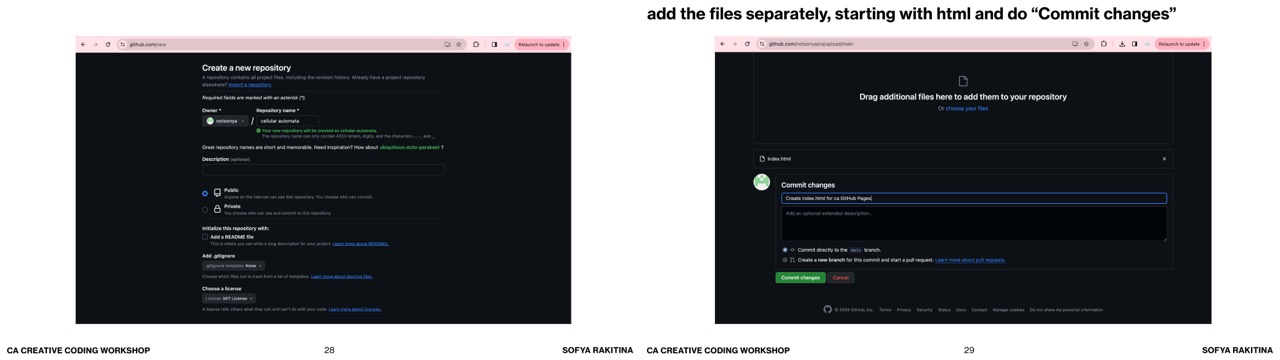 github.com/new
Relaunch to update
Create a new repository
A repository contains all project files, including the revision history. Already have a project repository
elsewhere? Import a repository.
Required fields are marked with an asterisk (*).
Owner * Repository name *
notsonya / cellular automata
Your new repository will be created as cellular-automata.
The repository name can only contain ASCII letters, digits, and the characters ., -, and _.
Great repository names are short and memorable. Need inspiration? How about ubiquitous-octo-parakeet ?
Description (optional)
Public
Anyone on the internet can see this repository. You choose who can commit.
Private
You choose who can see and commit to this repository.
Initialize this repository with:
Add a README file
This is where you can write a long description for your project. Learn more about READMEs.
Add .gitignore
.gitignore template: None
Choose which files not to track from a list of templates. Learn more about ignoring files.
Choose a license
License: MIT License
A license tells others what they can and can't do with your code. Learn more about licenses.
CA CREATIVE CODING WORKSHOP
28
SOFYA RAKITINA
add the files separately, starting with html and do “Commit changes”
github.com/notsonya/ca/upload/main
Relaunch to update
Drag additional files here to add them to your repository
Or choose your files
index.html
Commit changes
Create index.html for ca GitHub Pages
Add an optional extended description...
Commit directly to the main branch.
Create a new branch for this commit and start a pull request. Learn more about pull requests.
Commit changes Cancel
© 2024 GitHub, Inc. Terms Privacy Security Status Docs Contact Manage cookies Do not share my personal information
CA CREATIVE CODING WORKSHOP
29
SOFYA RAKITINA